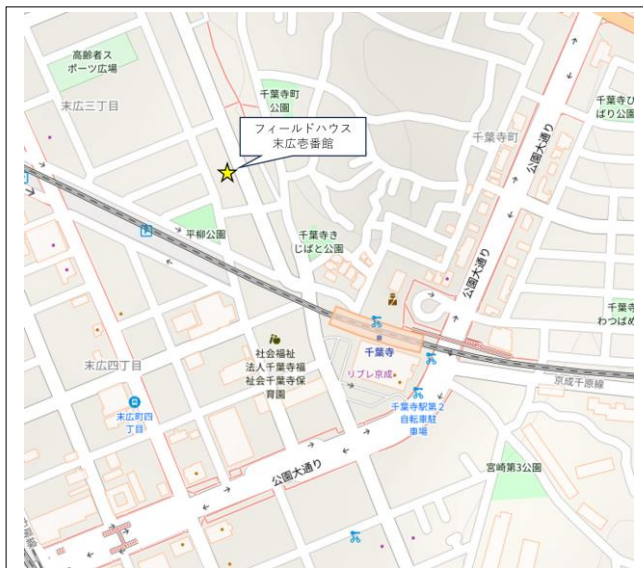 高齢者ス
ポーツ広場
末広三丁目
千葉寺町
公園
フィールドハウス
末広壱番館
千葉寺町
公園大通り
千葉寺ひ
ばり公園
平柳公園
千葉寺き
じばと公園
公園大通り
千葉寺
わつばめ
千葉寺
リブレ京成
社会福祉
法人千葉寺福
祉会千葉寺保
育園
末広四丁目
末広町四
丁目
千葉寺駅第2
自転車駐
車場
京成千原線
公園大通り
宮崎第3公園